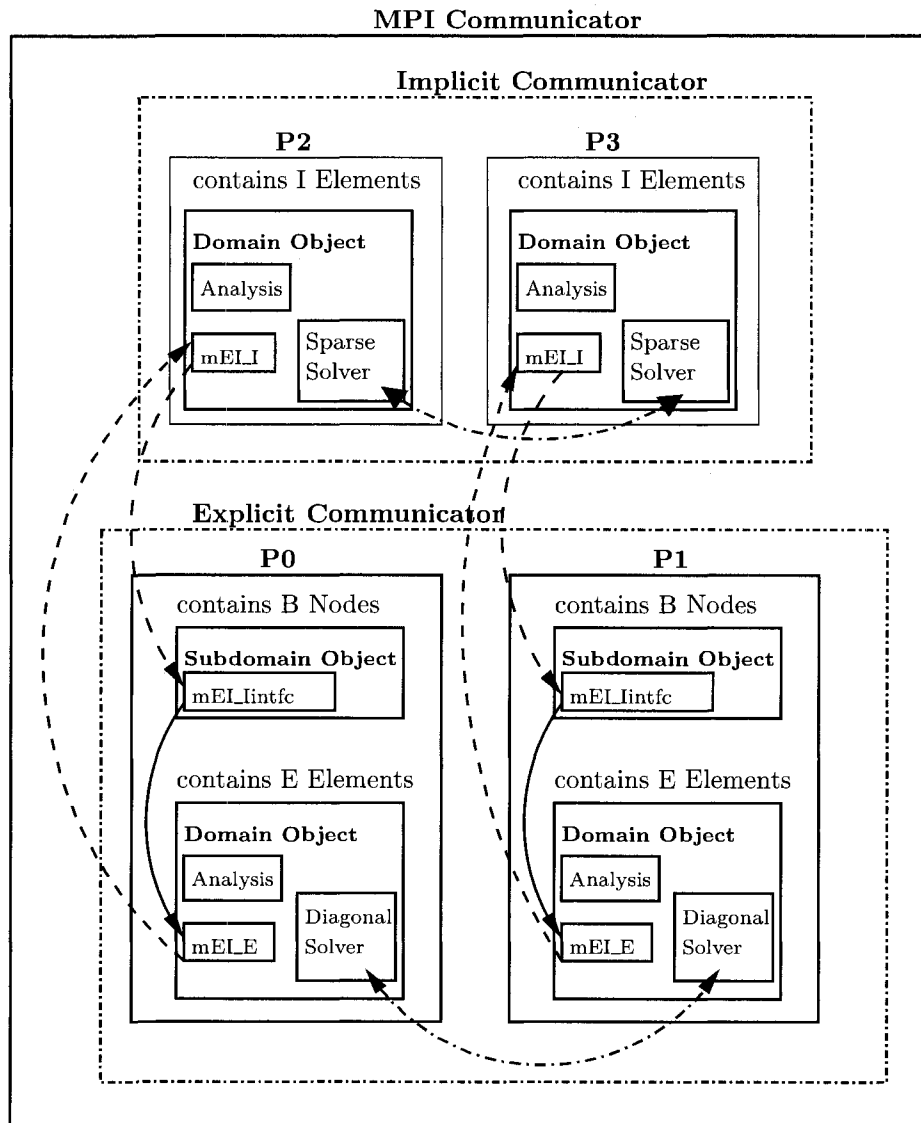 MPI Communicator
Implicit Communicator
P2
contains I Elements
Domain Object
Analysis
mEI_I
Sparse
Solver
P3
contains I Elements
Domain Object
Analysis
mEI_I
Sparse
Solver
Explicit Communicator
P0
contains B Nodes
Subdomain Object
mEI_Iintfc
contains E Elements
Domain Object
Analysis
mEI_E
Diagonal
Solver
P1
contains B Nodes
Subdomain Object
mEI_Iintfc
contains E Elements
Domain Object
Analysis
mEI_E
Diagonal
Solver